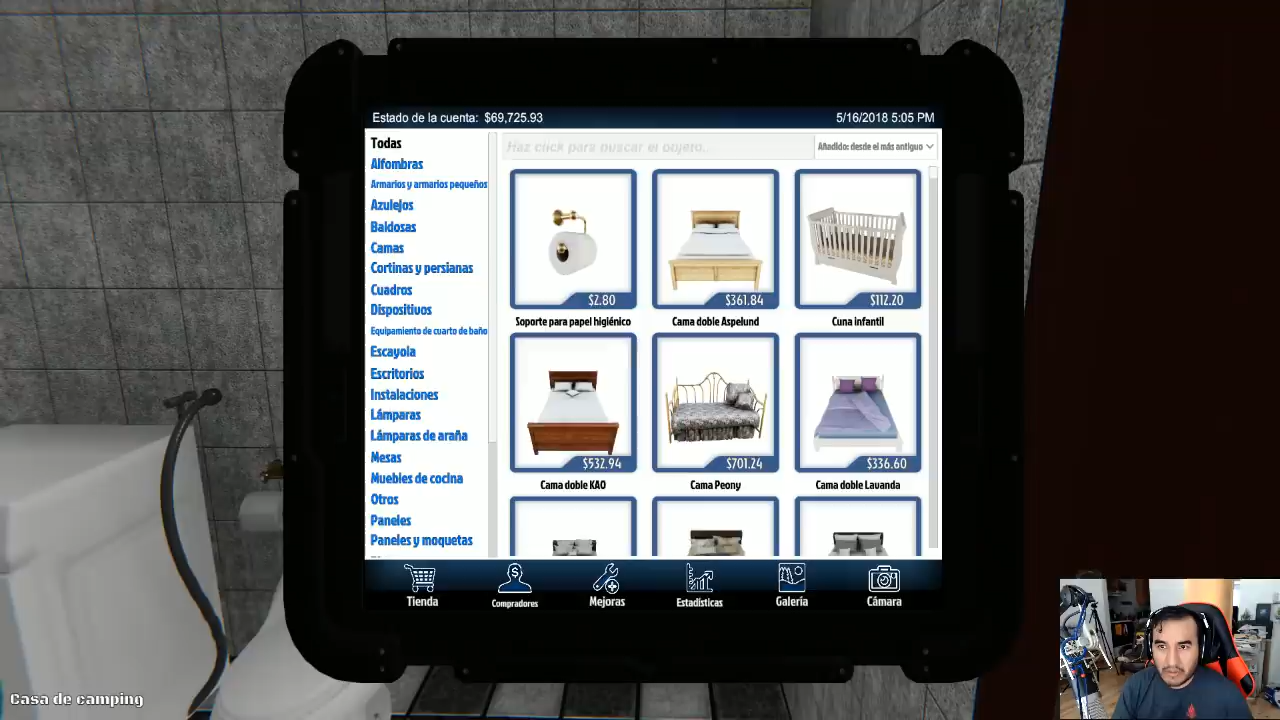 Estado de la cuenta: $69,725.93
5/16/2018 5:05 PM
Todas
Alfombras
Armarios y armarios pequeños
Azulejos
Baldosas
Camas
Cortinas y persianas
Cuadros
Dispositivos
Equipamiento de cuarto de baño
Escayola
Escritorios
Instalaciones
Lámparas
Lámparas de araña
Mesas
Muebles de cocina
Otros
Paneles
Paneles y moquetas
Haz click para buscar el objeto...
Añadido: desde el más antiguo
$2.80
$361.84
$112.20
Soporte para papel higiénico
Cama doble Aspelund
Cuna infantil
$532.94
$701.24
$336.60
Cama doble KAO
Cama Peony
Cama doble Lavanda
Tienda
Compradores
Mejoras
Estadísticas
Galería
Cámara
Casa de camping